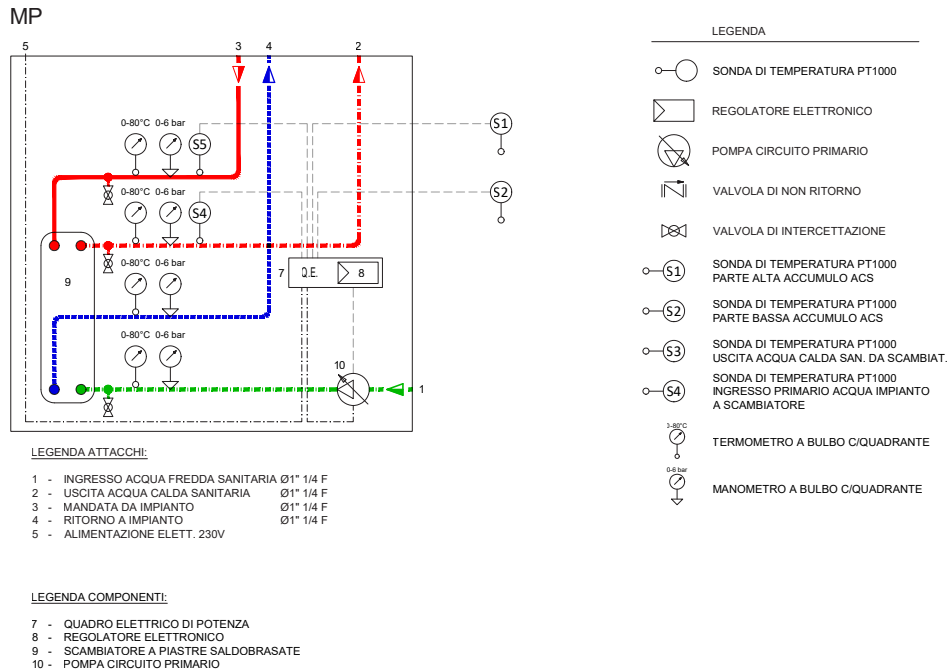 MP
5
3
4
2
0-80°C 0-6 bar
S5
S1
0-80°C 0-6 bar
S4
S2
9
0-80°C 0-6 bar
7
Q.E.
8
0-80°C 0-6 bar
10
1
LEGENDA ATTACCHI:
1 - INGRESSO ACQUA FREDDA SANITARIA Ø1" 1/4 F
2 - USCITA ACQUA CALDA SANITARIA Ø1" 1/4 F
3 - MANDATA DA IMPIANTO Ø1" 1/4 F
4 - RITORNO A IMPIANTO Ø1" 1/4 F
5 - ALIMENTAZIONE ELETT. 230V
LEGENDA COMPONENTI:
7 - QUADRO ELETTRICO DI POTENZA
8 - REGOLATORE ELETTRONICO
9 - SCAMBIATORE A PIASTRE SALDOBRASATE
10 - POMPA CIRCUITO PRIMARIO
LEGENDA
SONDA DI TEMPERATURA PT1000
REGOLATORE ELETTRONICO
POMPA CIRCUITO PRIMARIO
VALVOLA DI NON RITORNO
VALVOLA DI INTERCETTAZIONE
S1
SONDA DI TEMPERATURA PT1000
PARTE ALTA ACCUMULO ACS
S2
SONDA DI TEMPERATURA PT1000
PARTE BASSA ACCUMULO ACS
S3
SONDA DI TEMPERATURA PT1000
USCITA ACQUA CALDA SAN. DA SCAMBIAT.
S4
SONDA DI TEMPERATURA PT1000
INGRESSO PRIMARIO ACQUA IMPIANTO
A SCAMBIATORE
0-80°C
TERMOMETRO A BULBO C/QUADRANTE
0-6 bar
MANOMETRO A BULBO C/QUADRANTE